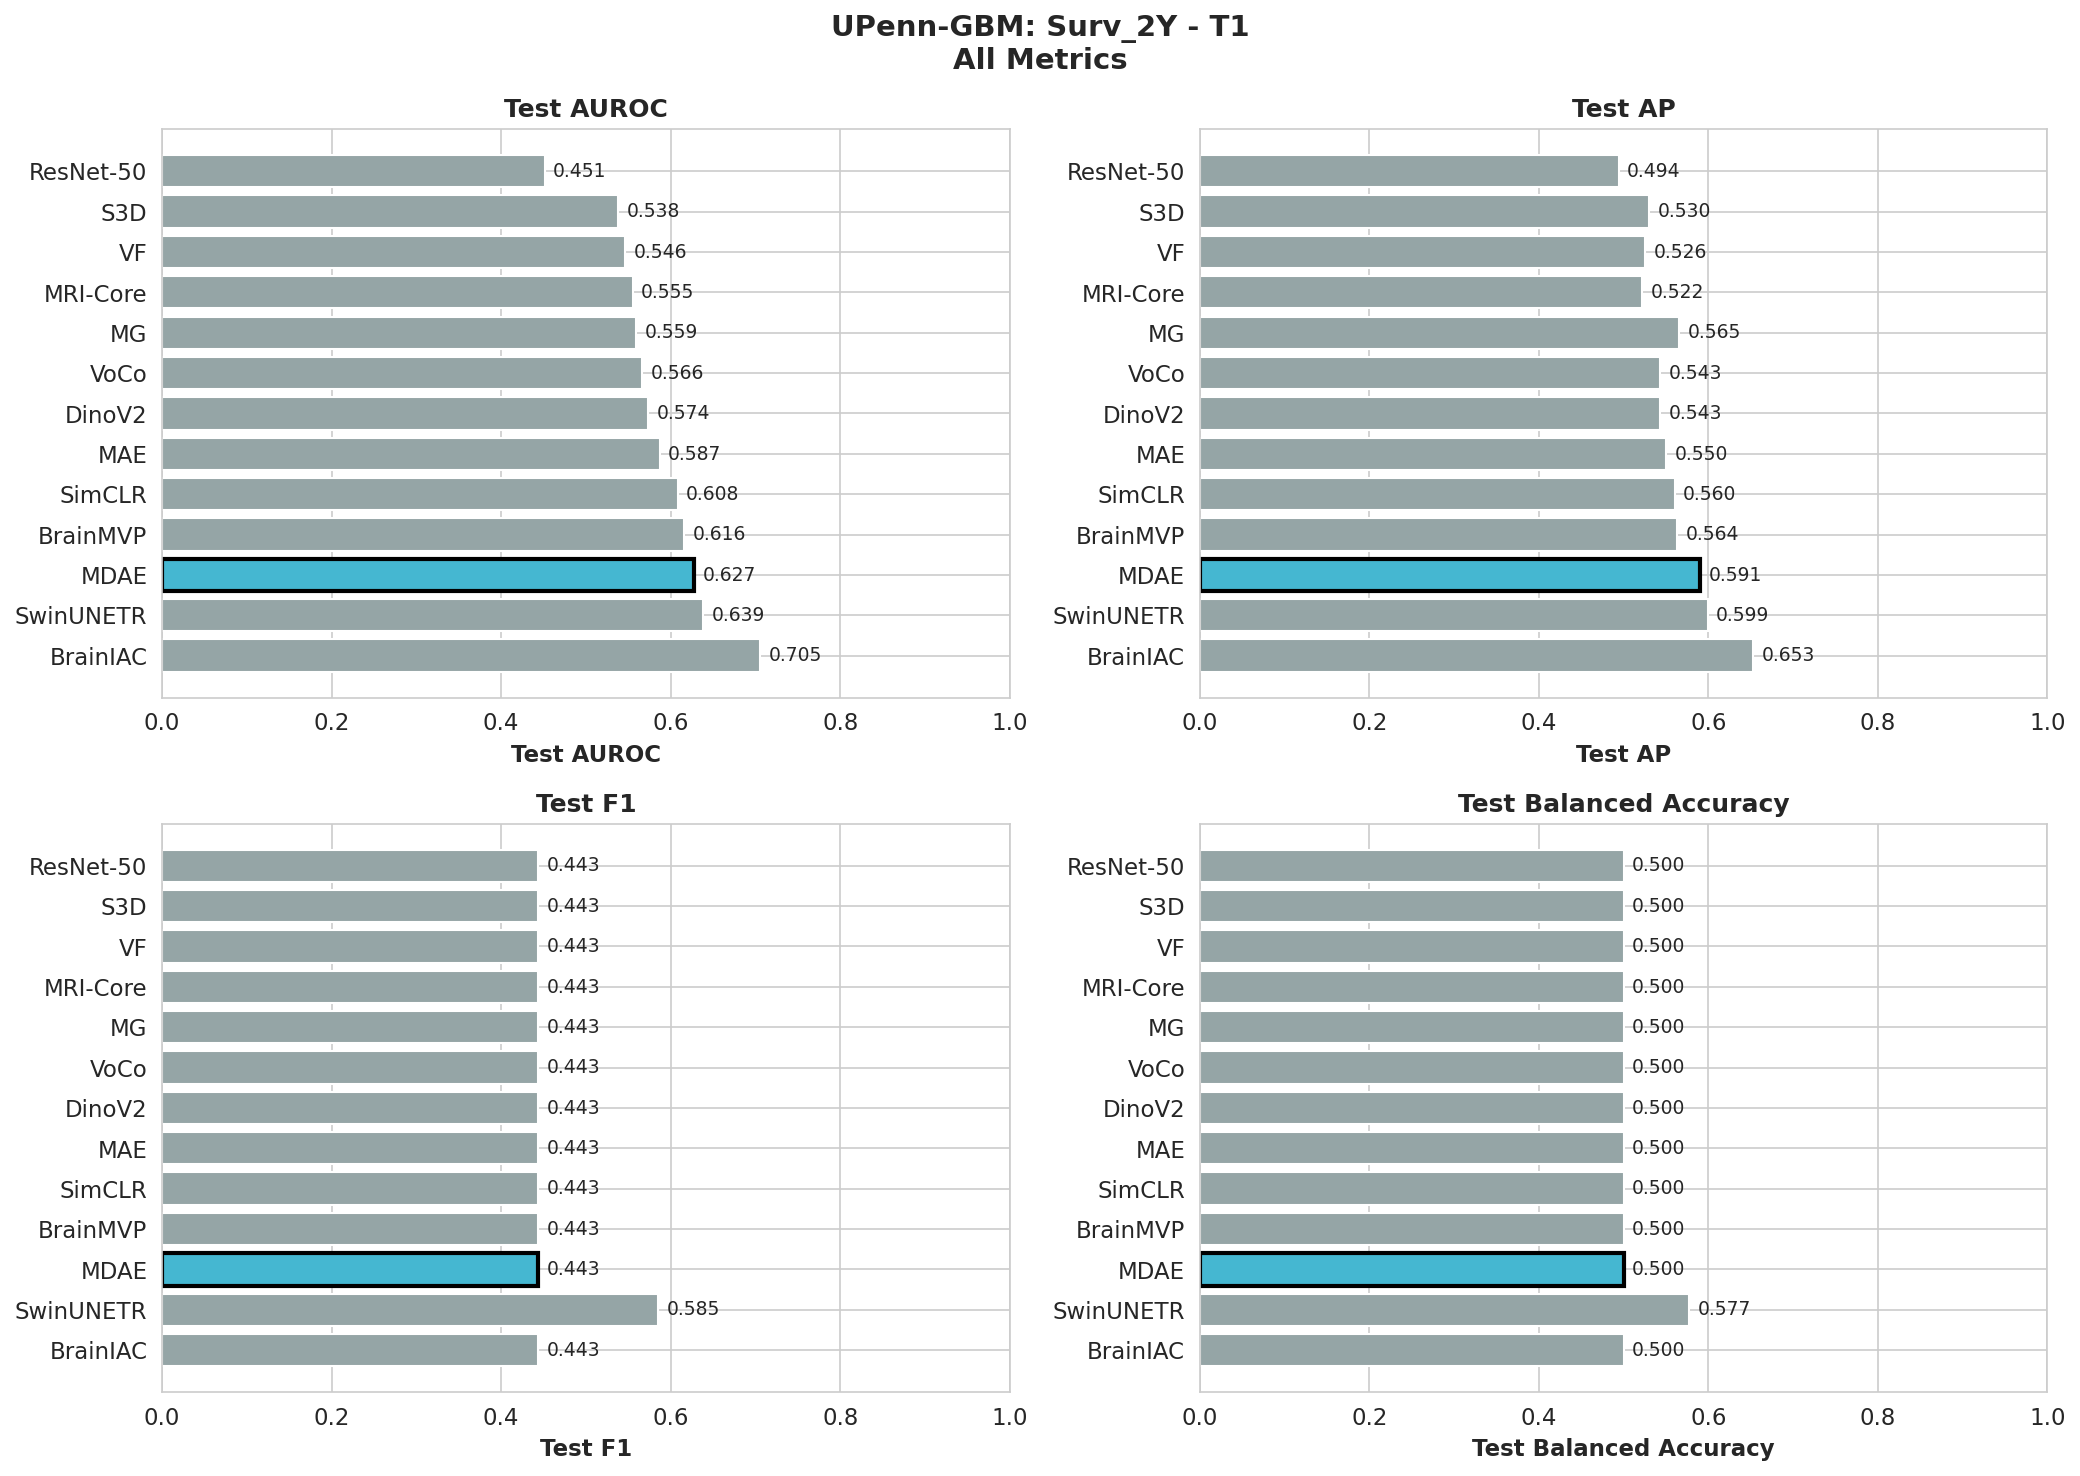 UPenn-GBM: Surv_2Y - T1
All Metrics
Test AUROC
ResNet-50 0.451
S3D 0.538
VF 0.546
MRI-Core 0.555
MG 0.559
VoCo 0.566
DinoV2 0.574
MAE 0.587
SimCLR 0.608
BrainMVP 0.616
MDAE 0.627
SwinUNETR 0.639
BrainIAC 0.705
0.0 0.2 0.4 0.6 0.8 1.0
Test AUROC
Test AP
ResNet-50 0.494
S3D 0.530
VF 0.526
MRI-Core 0.522
MG 0.565
VoCo 0.543
DinoV2 0.543
MAE 0.550
SimCLR 0.560
BrainMVP 0.564
MDAE 0.591
SwinUNETR 0.599
BrainIAC 0.653
0.0 0.2 0.4 0.6 0.8 1.0
Test AP
Test F1
ResNet-50 0.443
S3D 0.443
VF 0.443
MRI-Core 0.443
MG 0.443
VoCo 0.443
DinoV2 0.443
MAE 0.443
SimCLR 0.443
BrainMVP 0.443
MDAE 0.443
SwinUNETR 0.585
BrainIAC 0.443
0.0 0.2 0.4 0.6 0.8 1.0
Test F1
Test Balanced Accuracy
ResNet-50 0.500
S3D 0.500
VF 0.500
MRI-Core 0.500
MG 0.500
VoCo 0.500
DinoV2 0.500
MAE 0.500
SimCLR 0.500
BrainMVP 0.500
MDAE 0.500
SwinUNETR 0.577
BrainIAC 0.500
0.0 0.2 0.4 0.6 0.8 1.0
Test Balanced Accuracy